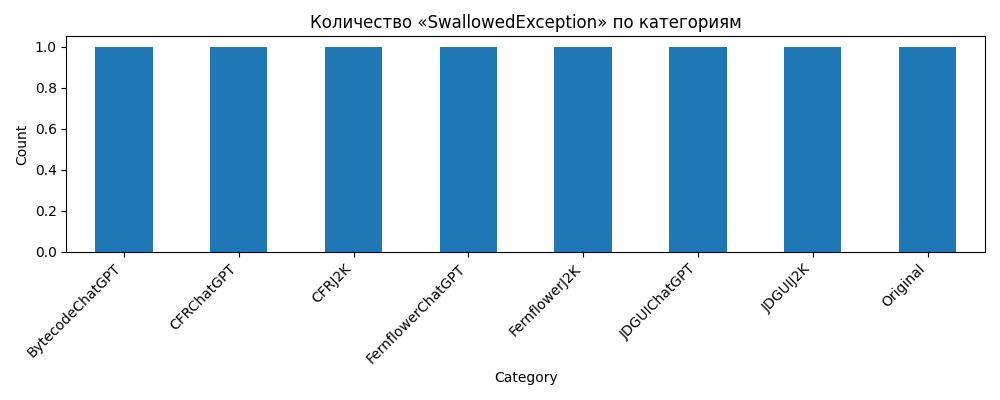 Количество «SwallowedException» по категориям
1.0
0.8
0.6
0.4
0.2
0.0
Count
BytecodeChatGPT
CFRChatGPT
CFRJ2K
FernflowerChatGPT
FernflowerJ2K
JDGUIChatGPT
JDGUIJ2K
Original
Category